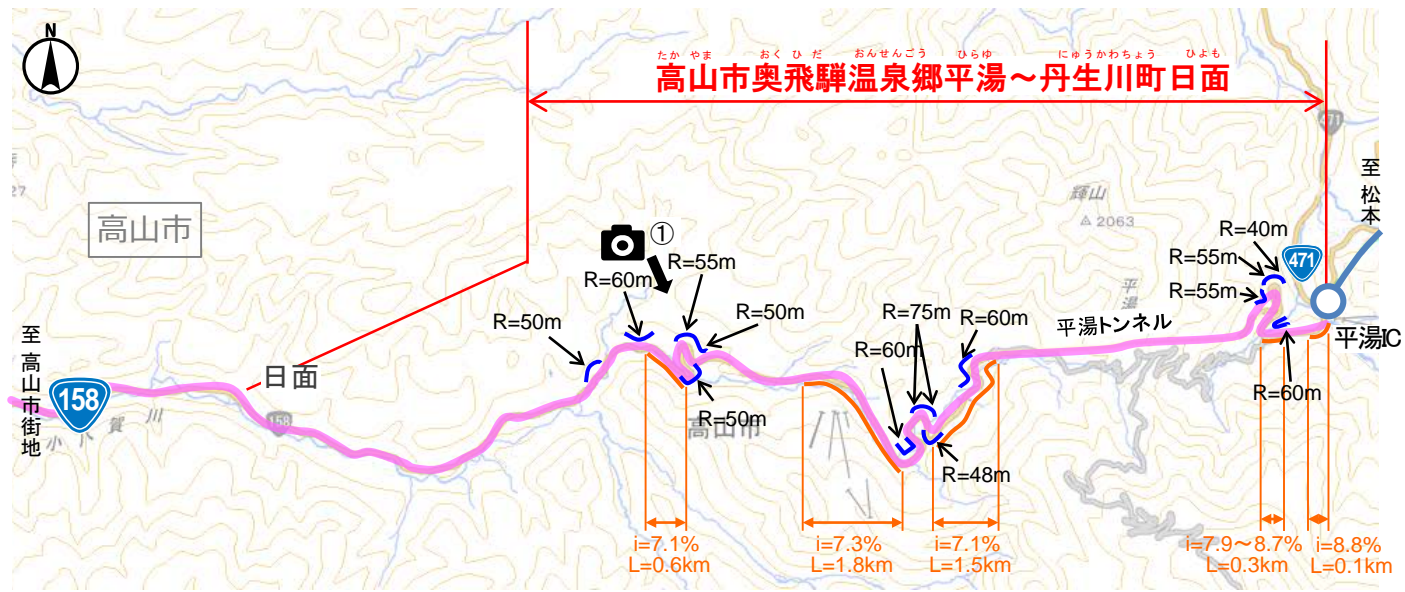 N
たかやま おくひだ おんせんごう ひらゆ にゅうかわちょう ひよも
高山市奥飛騨温泉郷平湯～丹生川町日面
471
至 松本
高山市
輝山
2063
①
R=55m
R=60m
R=50m
R=50m
R=50m
R=40m
R=55m
R=55m
471
平湯
平湯トンネル
平湯IC
R=60m
R=75m
R=60m
R=60m
R=48m
至 高山市街地
158
日面
158
小八賀川
高山市
27
i=7.1%
L=0.6km
i=7.3%
L=1.8km
i=7.1%
L=1.5km
i=7.9～8.7%
L=0.3km
i=8.8%
L=0.1km